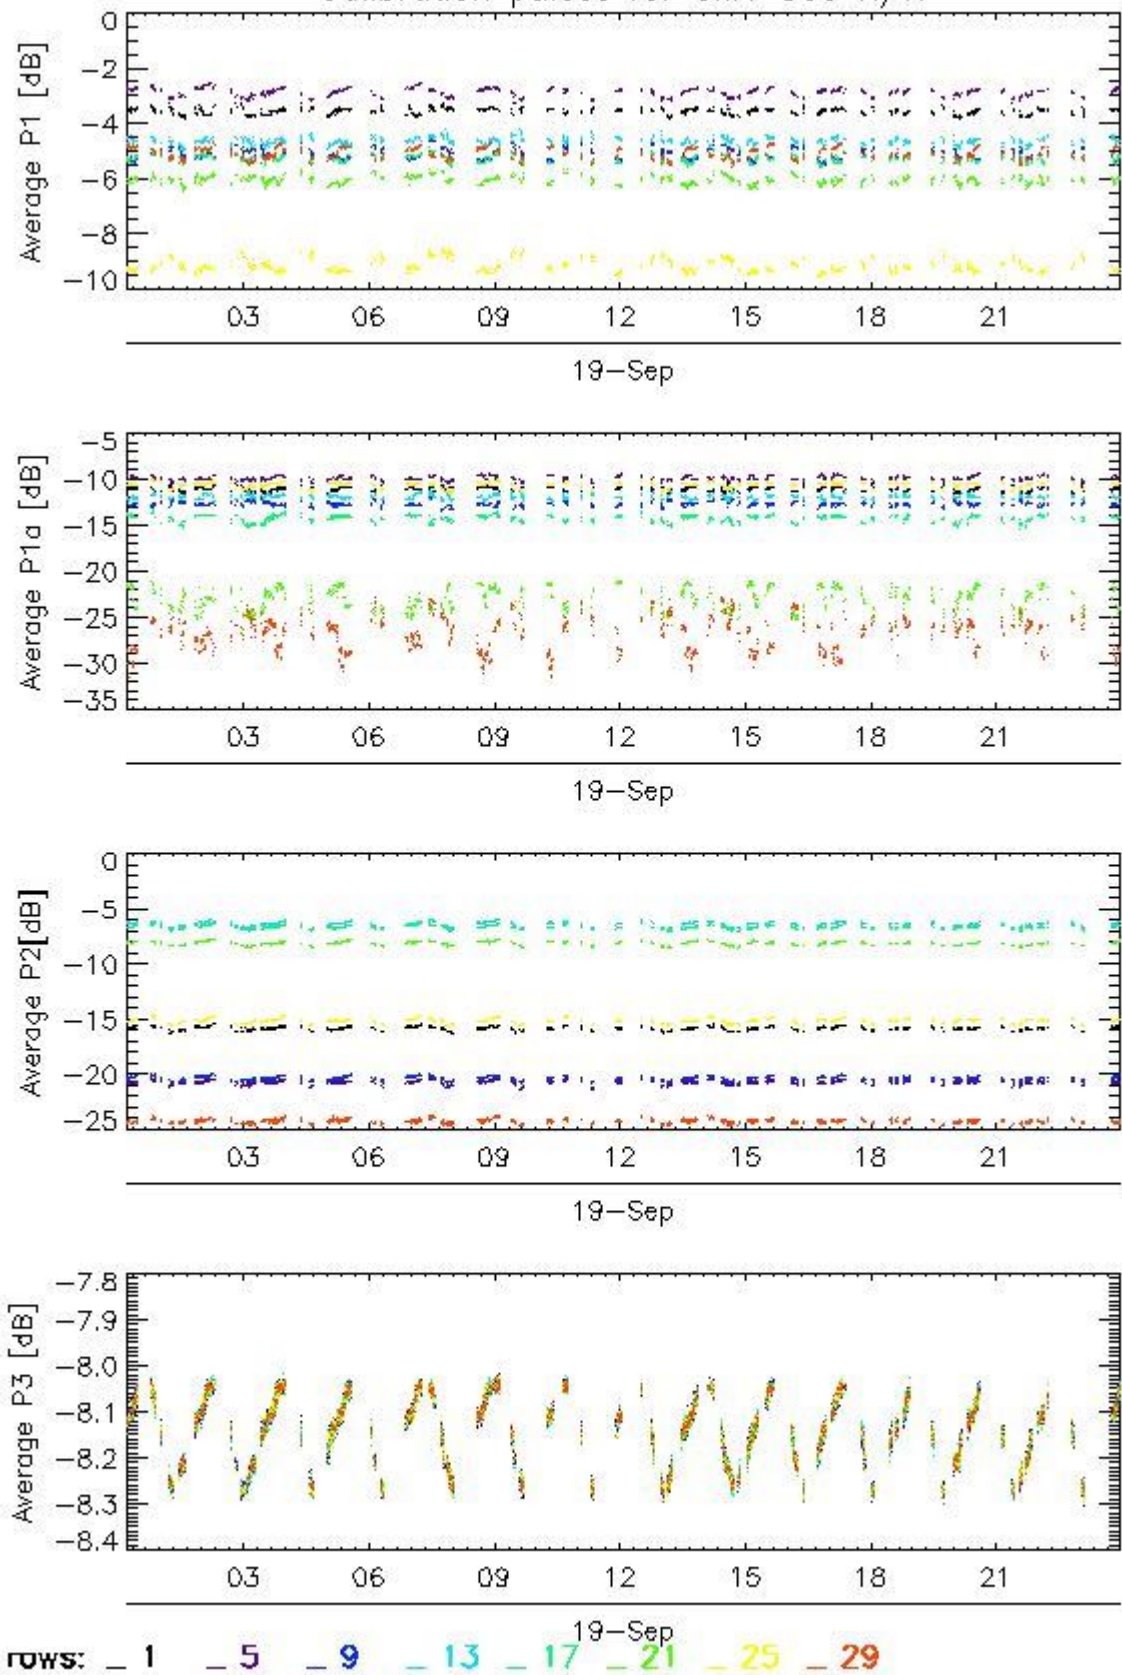 0
-2
-4
-6
-8
-10
Average P1 [dB]
03 06 09 12 15 18 21
19-Sep
-5
-10
-15
-20
-25
-30
-35
Average P1a [dB]
03 06 09 12 15 18 21
19-Sep
0
-5
-10
-15
-20
-25
Average P2[dB]
03 06 09 12 15 18 21
19-Sep
-7.8
-7.9
-8.0
-8.1
-8.2
-8.3
-8.4
Average P3 [dB]
03 06 09 12 15 18 21
19-Sep
rows: _ 1 _ 5 _ 9 _ 13 _ 17 _ 21 _ 25 _ 29